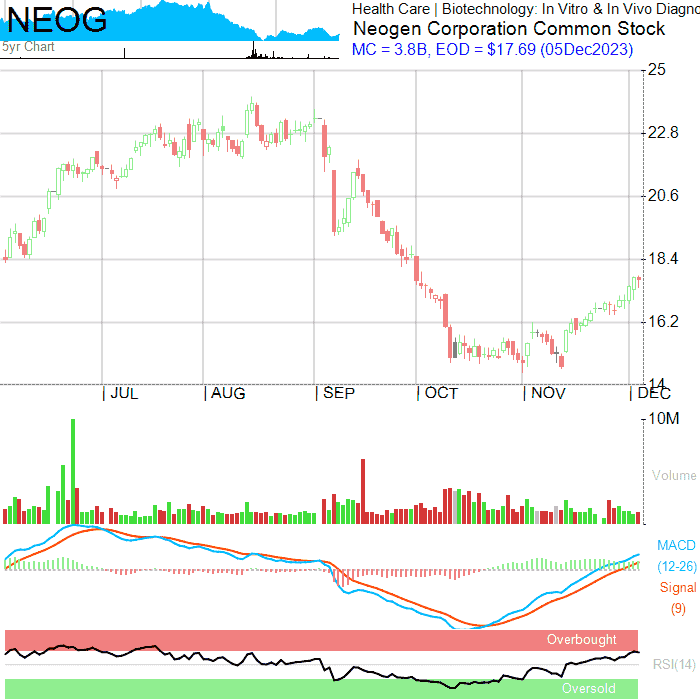 NEOG
5yr Chart
Health Care | Biotechnology: In Vitro & In Vivo Diagno
Neogen Corporation Common Stock
MC = 3.8B, EOD = $17.69 (05Dec2023)
25
22.8
20.6
18.4
16.2
14
JUL AUG SEP OCT NOV DEC
10M
Volume
MACD
(12-26)
Signal
(9)
Overbought
RSI(14)
Oversold